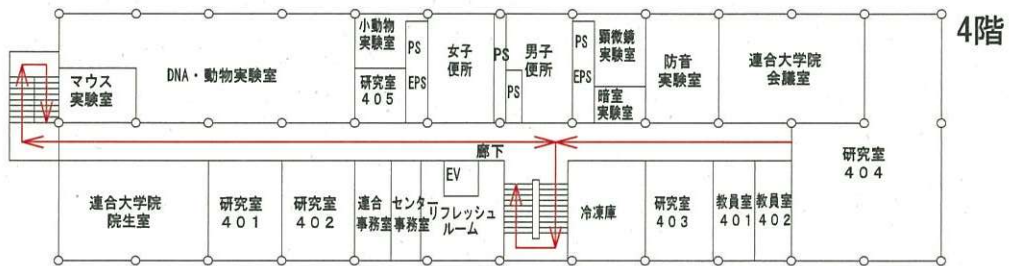 4階
小動物
実験室
PS
EPS
女子
便所
PS
男子
便所
PS
PS
EPS
顕微鏡
実験室
暗室
実験室
防音
実験室
連合大学院
会議室
マウス
実験室
DNA・動物実験室
研究室
405
廊下
研究室
404
連合大学院
院生室
研究室
401
研究室
402
連合
事務室
センター
事務室
EV
リフレッシュ
ルーム
冷凍庫
研究室
403
教員室
401
教員室
402